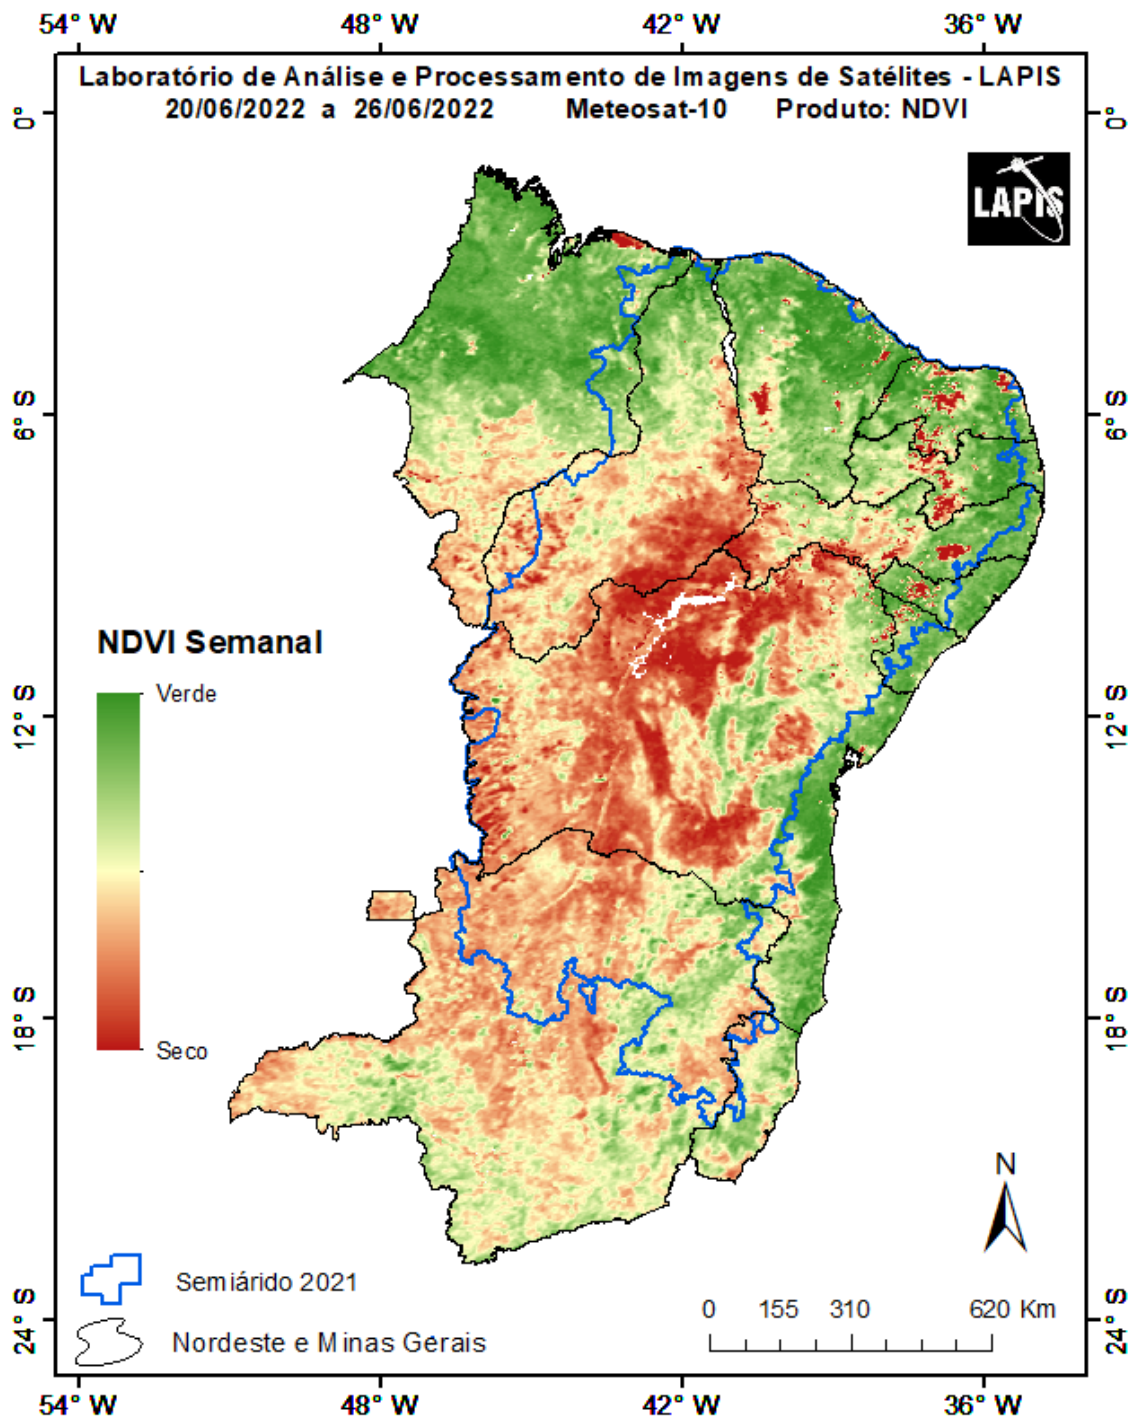 54° W 48° W 42° W 36° W
Laboratório de Análise e Processamento de Imagens de Satélites - LAPIS
20/06/2022 a 26/06/2022 Meteosat-10 Produto: NDVI
0° 0°
LAPIS
6° S 6° S
NDVI Semanal
Verde
12° S 12° S
18° S 18° S
Seco
N
Semiárido 2021
0 155 310 620 Km
24° S 24° S
Nordeste e Minas Gerais
54° W 48° W 42° W 36° W